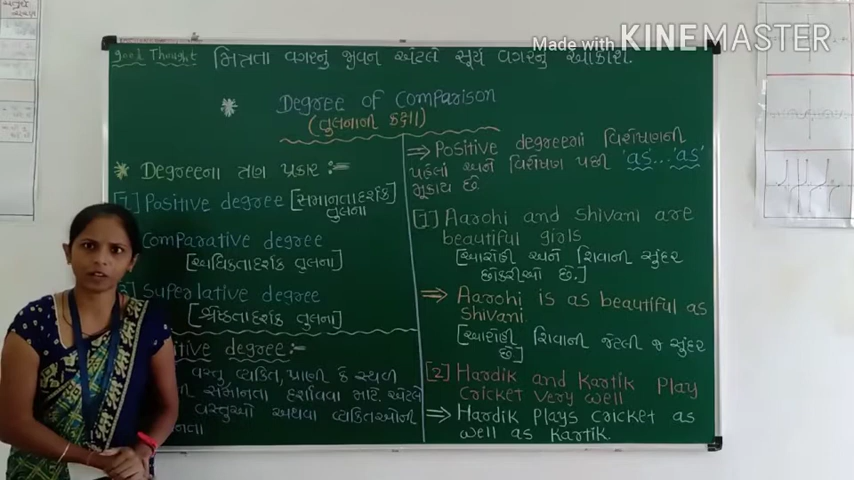 Made with KINEMASTER
Good Thought મિત્રતા વગરનું જીવન એટલે સૂર્ય વગરનું આકાશ.
Degree of Comparison
(તુલનાની કક્ષા)
Degreeના ત્રણ પ્રકાર :=
[1] Positive degree [સમાનતાદર્શક
તુલના]
Comparative degree
[અધિકતાદર્શક તુલના]
Superlative degree
[શ્રેષ્ઠતાદર્શક તુલના]
degree :=
વસ્તુ, વ્યકિત, પ્રાણી કે સ્થળ
સમાનતા દર્શાવવા માટે. એટલે
વસ્તુઓ અથવા વ્યકિતઓની
⇒ Positive degreeમાં વિશેષણની
પહેલા અને વિશેષણ પછી 'as'...'as'
મૂકાય છે.
[1] Aarohi and Shivani are
beautiful girls
[આરોહી અને શિવાની સુંદર
છોકરીઓ છે.]
⇒ Aarohi is as beautiful as
Shivani.
[આરોહી શિવાની જેટલી જ સુંદર
છે]
[2] Hardik and Kartik Play
Cricket very well
⇒ Hardik Plays cricket as
well as Kartik.